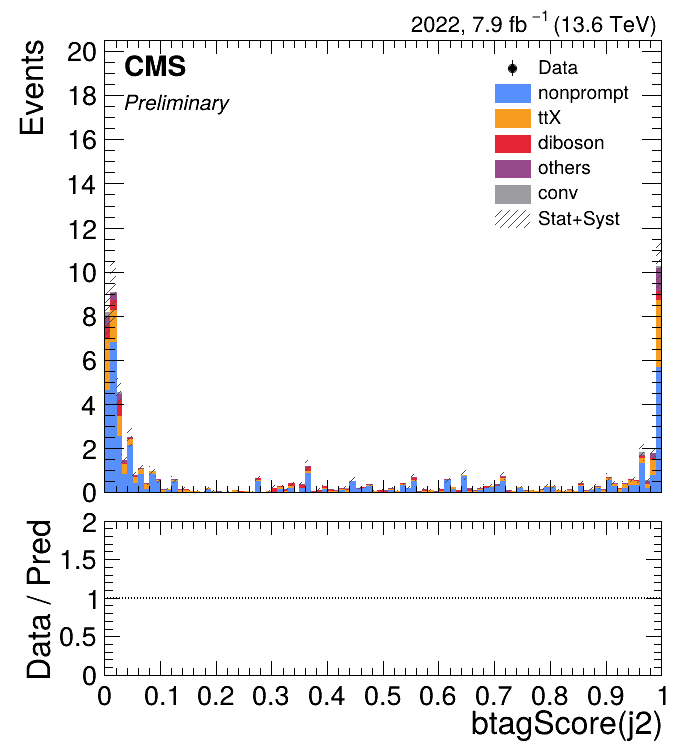 2022, 7.9 fb⁻¹ (13.6 TeV)
Events
20
18
16
14
12
10
8
6
4
2
0
CMS
Preliminary
Data
nonprompt
ttX
diboson
others
conv
Stat+Syst
Data / Pred
2
1.5
1
0.5
0
0 0.1 0.2 0.3 0.4 0.5 0.6 0.7 0.8 0.9 1
btagScore(j2)